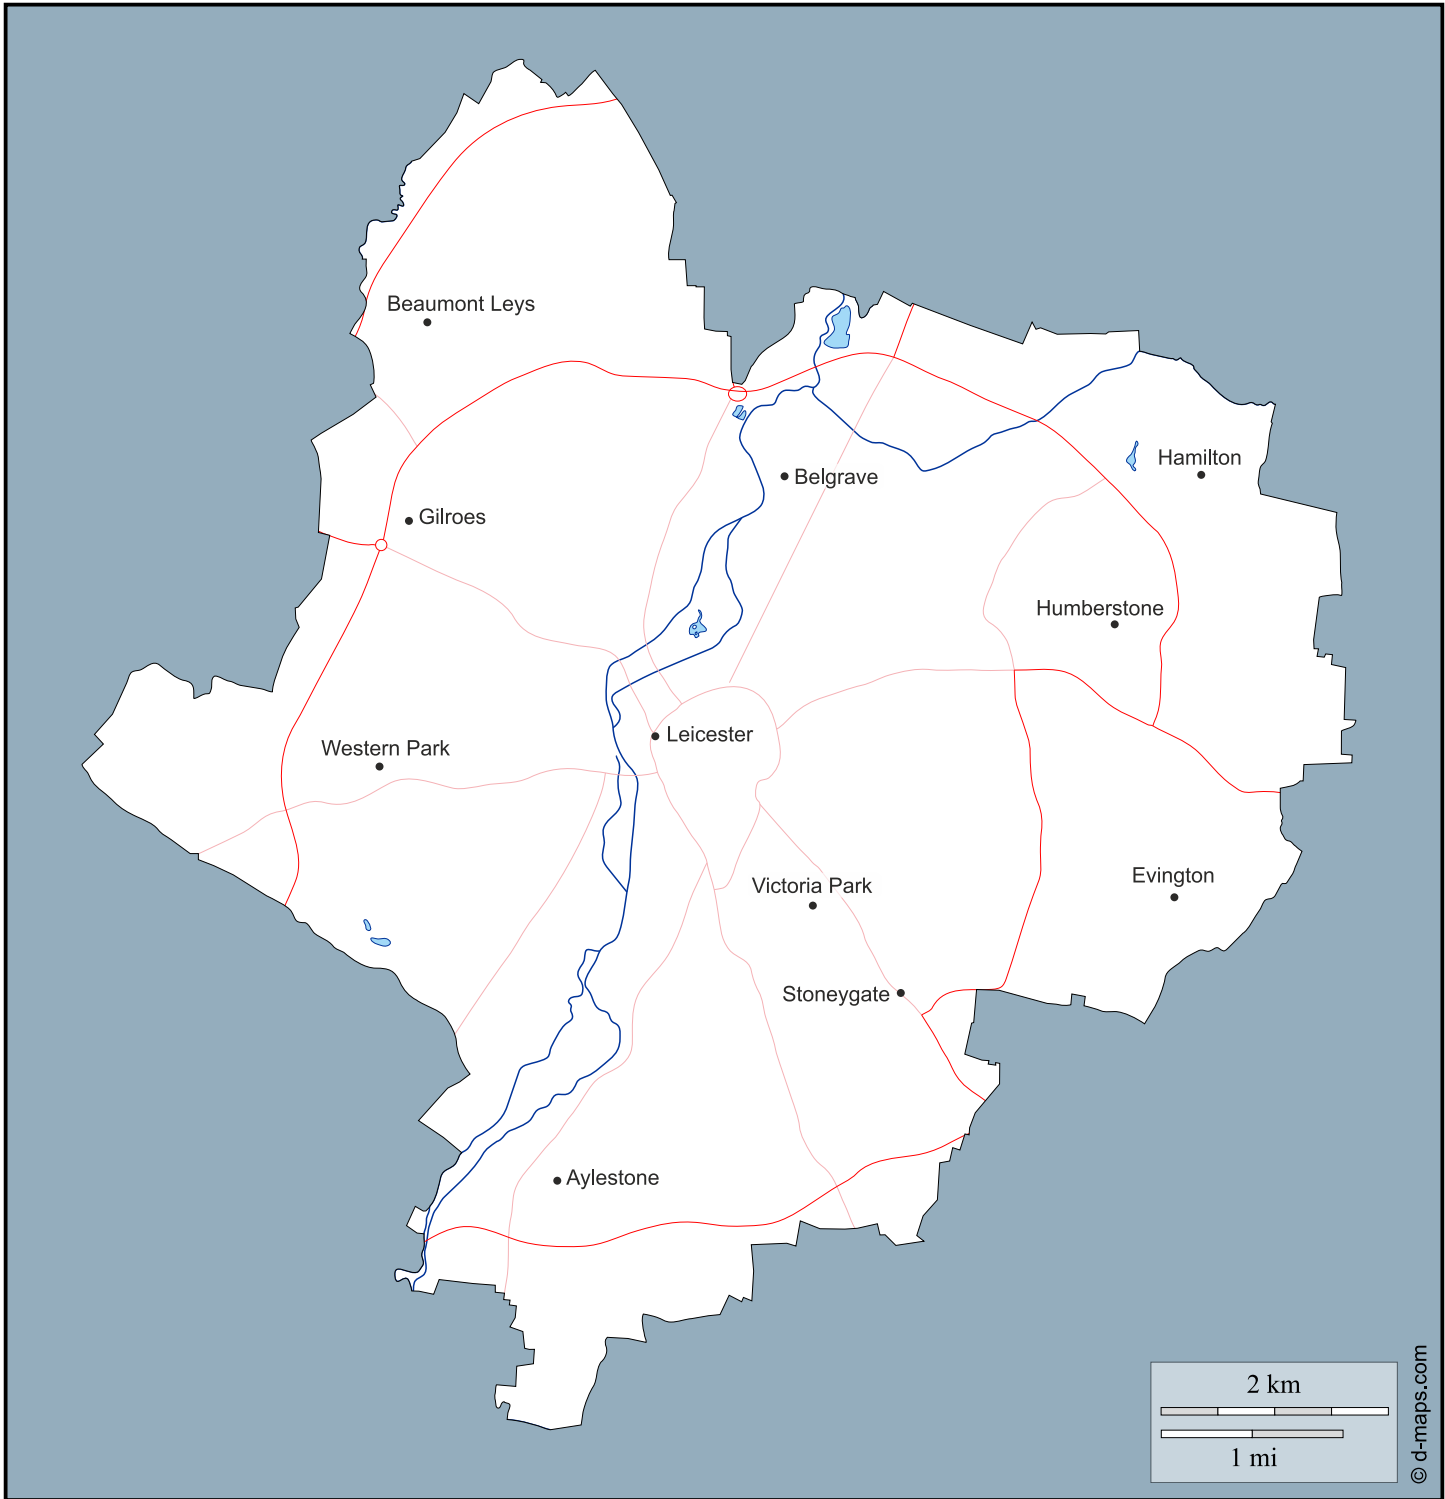 Beaumont Leys
Hamilton
Belgrave
Gilroes
Humberstone
Leicester
Western Park
Evington
Victoria Park
Stoneygate
Aylestone
2 km
1 mi
© d-maps.com